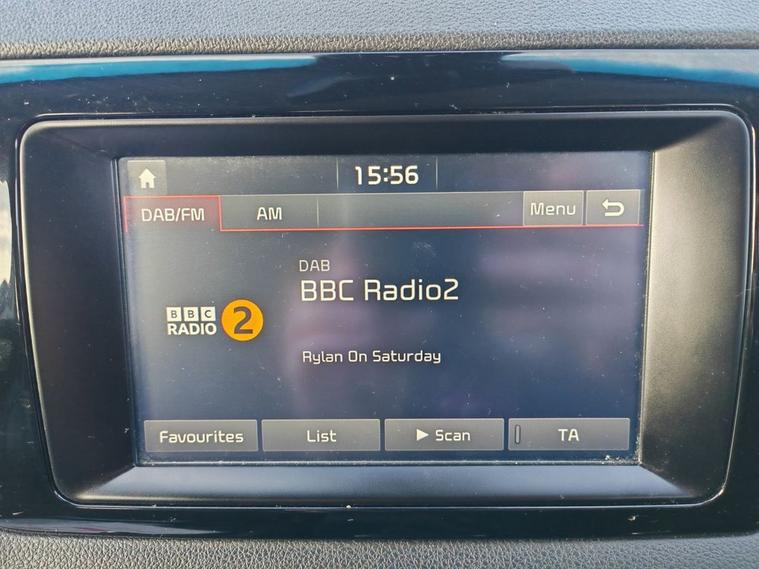 15:56
DAB/FM AM Menu
DAB
BBC Radio2
BBC
RADIO 2
Rylan On Saturday
Favourites List Scan TA